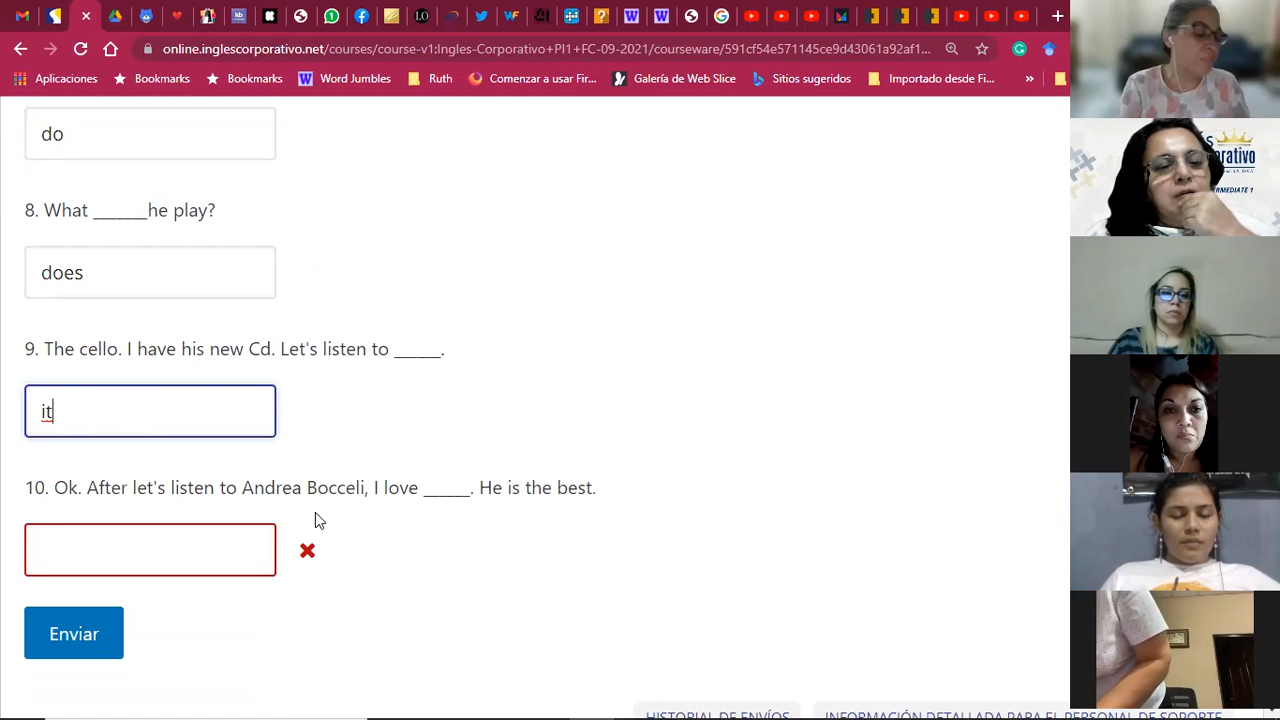 online.inglescorporativo.net/courses/course-v1:Ingles-Corporativo+PI1+FC-09-2021/courseware/591cf54e571145ce9d43061a92af1...
Aplicaciones Bookmarks Bookmarks Word Jumbles Ruth Comenzar a usar Fir... Galería de Web Slice Sitios sugeridos Importado desde Fi... »
do
8. What ______he play?
does
9. The cello. I have his new Cd. Let's listen to _____.
it
10. Ok. After let's listen to Andrea Bocceli, I love _____. He is the best.
Enviar
HISTORIAL DE ENVÍOS INFORMACIÓN DETALLADA PARA EL PERSONAL DE SOPORTE